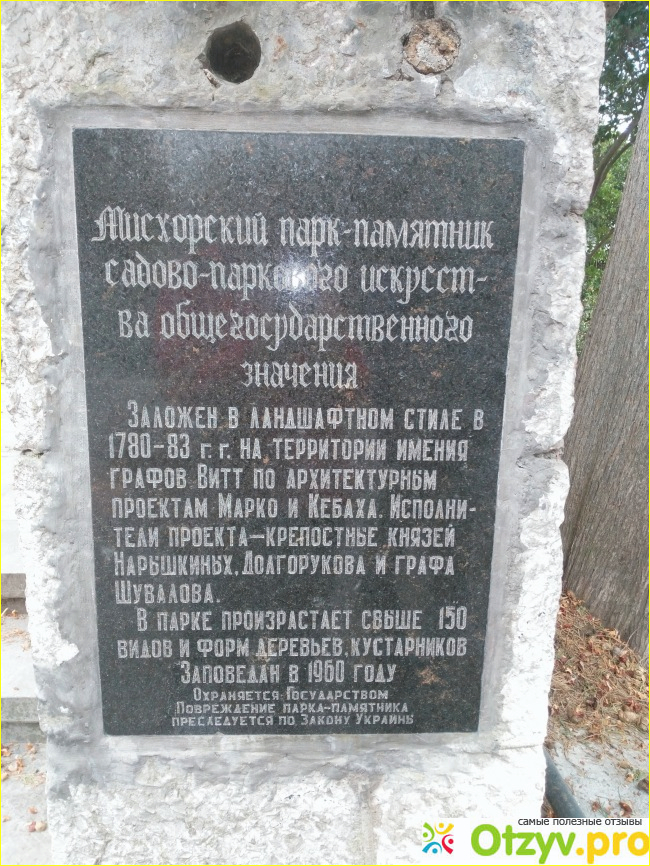 Мисхорский парк-памятник
садово-паркового искусст-
ва общегосударственного
значения
Заложен в ландшафтном стиле в
1780-83 г.г. на территории имения
графов Витт по архитектурным
проектам Марко и Кебаха. Исполни-
тели проекта—крепостные князей
Нарышкиных, Долгорукова и графа
Шувалова.
В парке произрастает свыше 150
видов и форм деревьев, кустарников
Заповедан в 1960 году
Охраняется Государством
Повреждение парка-памятника
преследуется по Закону Украины
самые полезные отзывы
Otzyv.pro